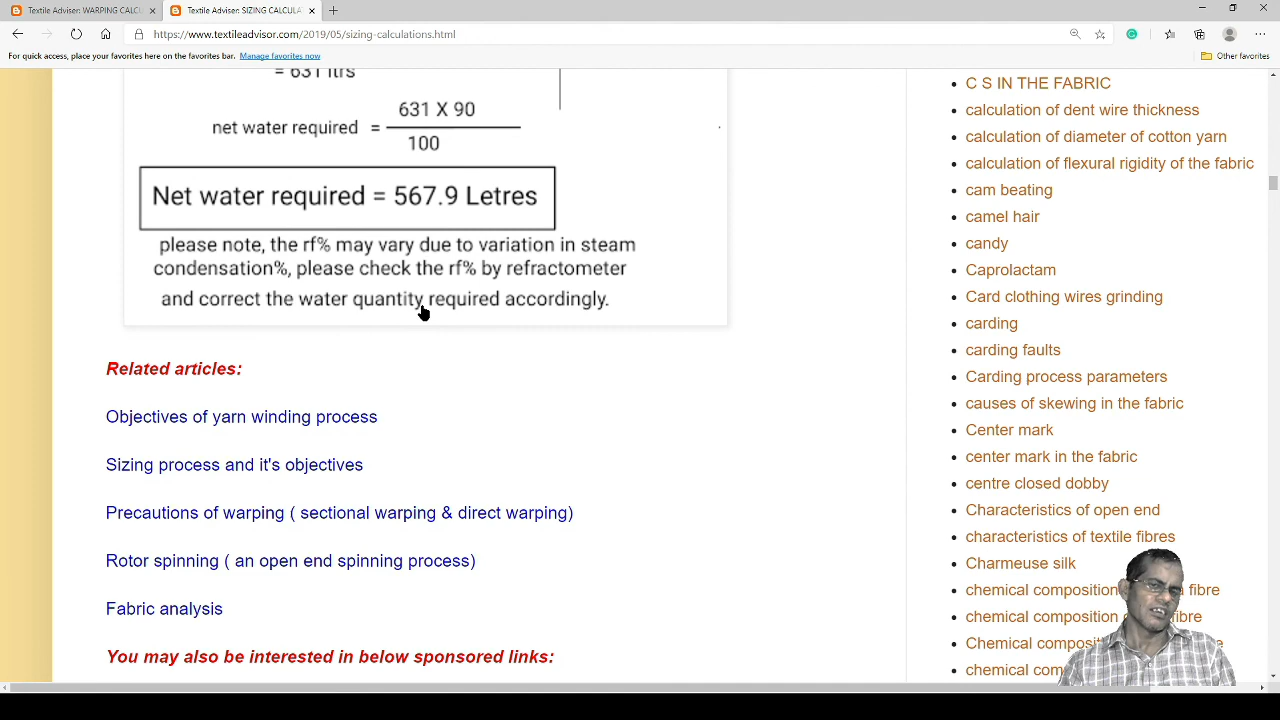 Textile Adviser: WARPING CALCU
Textile Adviser: SIZING CALCULA
https://www.textileadvisor.com/2019/05/sizing-calculations.html
For quick access, place your favorites here on the favorites bar. Manage favorites now
Other favorites
= 631 ltrs
net water required = 631 X 90
100
Net water required = 567.9 Letres
please note, the rf% may vary due to variation in steam
condensation%, please check the rf% by refractometer
and correct the water quantity required accordingly.
Related articles:
Objectives of yarn winding process
Sizing process and it's objectives
Precautions of warping ( sectional warping & direct warping)
Rotor spinning ( an open end spinning process)
Fabric analysis
You may also be interested in below sponsored links:
C S IN THE FABRIC
calculation of dent wire thickness
calculation of diameter of cotton yarn
calculation of flexural rigidity of the fabric
cam beating
camel hair
candy
Caprolactam
Card clothing wires grinding
carding
carding faults
Carding process parameters
causes of skewing in the fabric
Center mark
center mark in the fabric
centre closed dobby
Characteristics of open end
characteristics of textile fibres
Charmeuse silk
chemical composition fibre
chemical composition fibre
Chemical
chemical